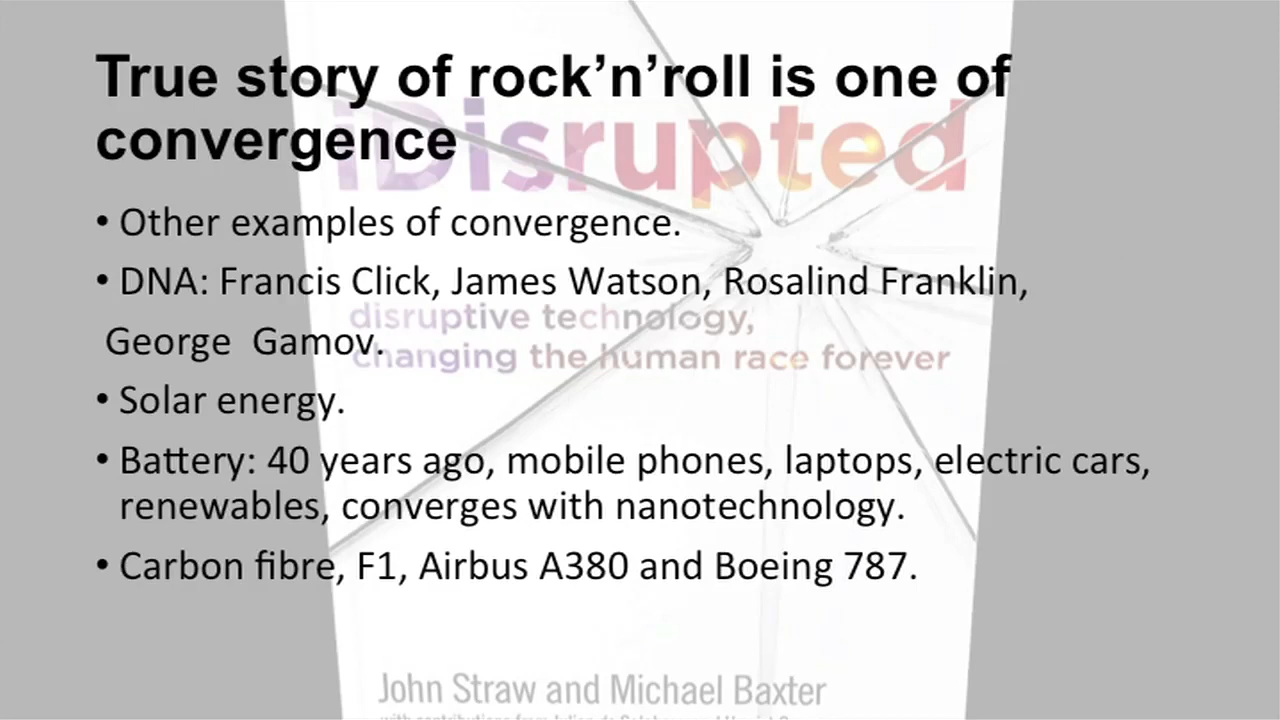 True story of rock’n’roll is one of
convergence
iDisrupted
• Other examples of convergence.
• DNA: Francis Click, James Watson, Rosalind Franklin,
disruptive technology,
George Gamov.
changing the human race forever
• Solar energy.
• Battery: 40 years ago, mobile phones, laptops, electric cars,
renewables, converges with nanotechnology.
• Carbon fibre, F1, Airbus A380 and Boeing 787.
John Straw and Michael Baxter